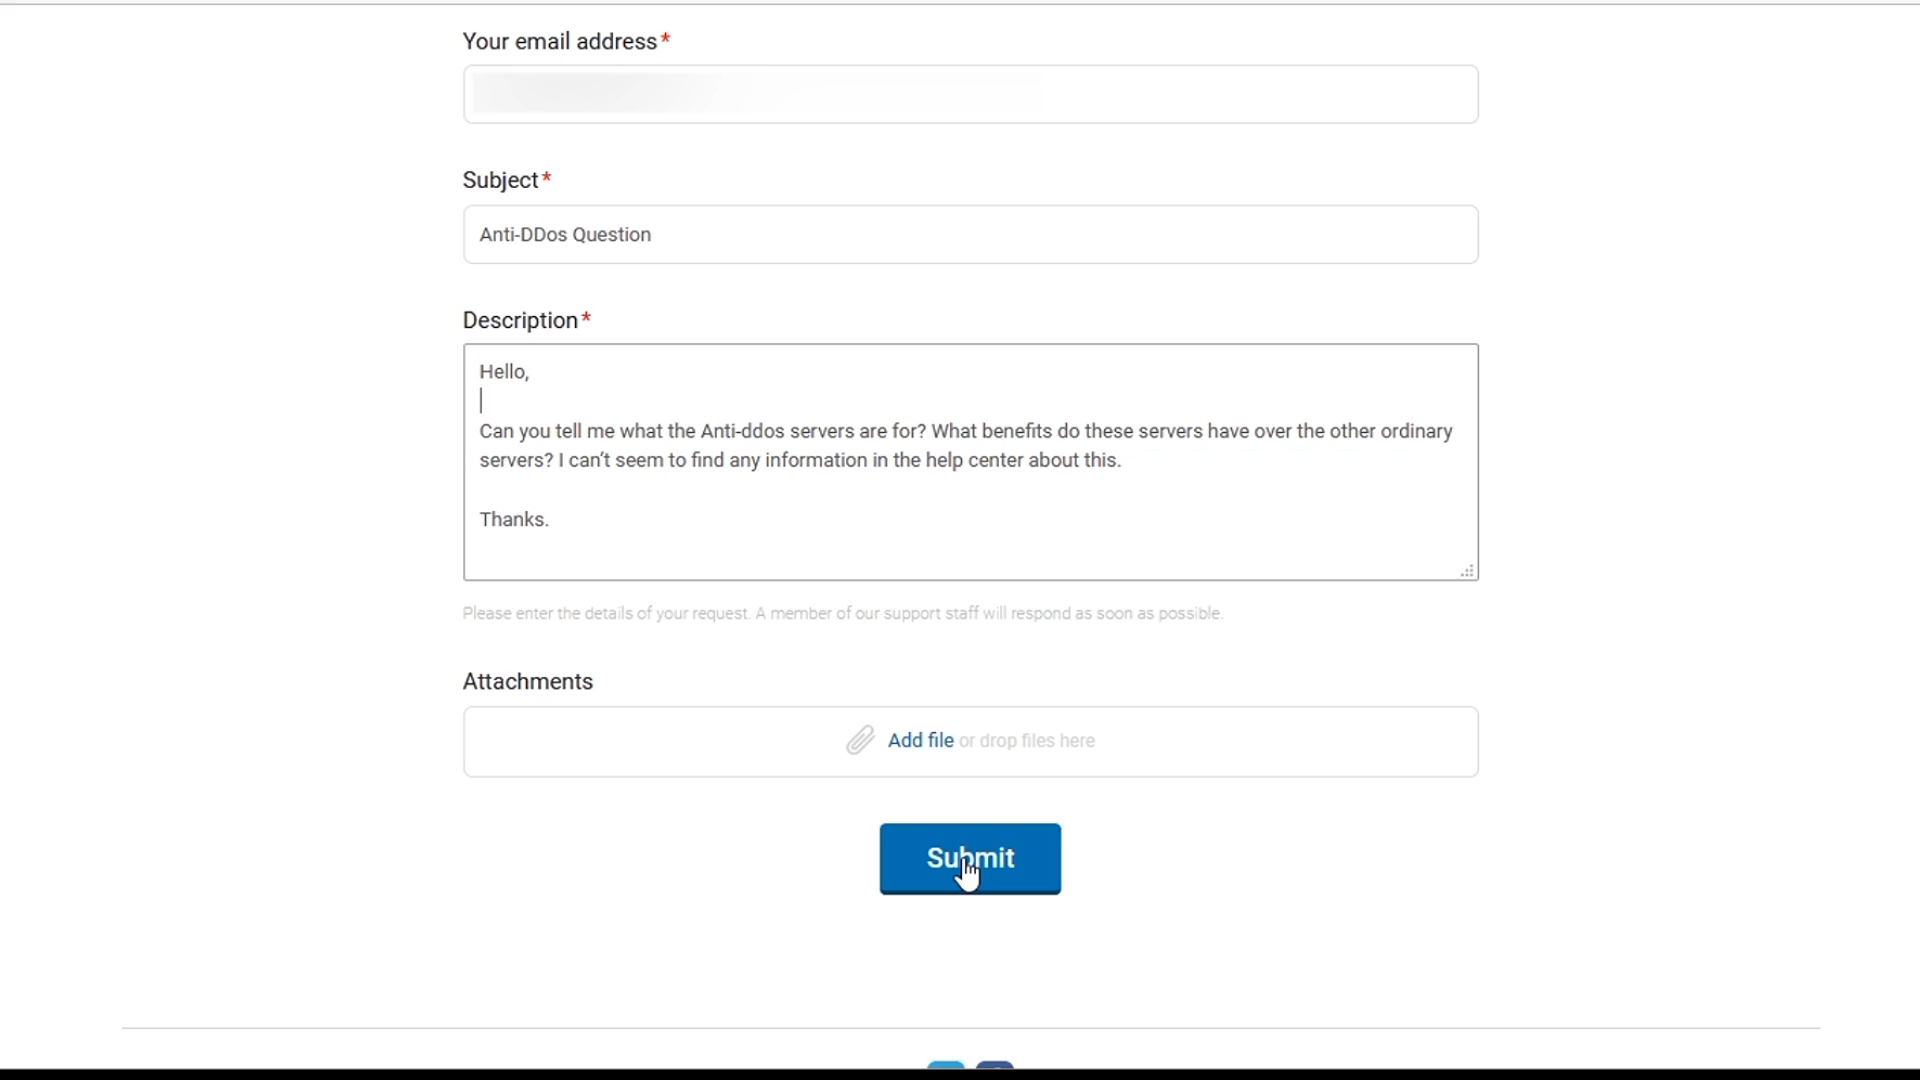 Your email address*
Subject*
Anti-DDos Question
Description*
Hello,
Can you tell me what the Anti-ddos servers are for? What benefits do these servers have over the other ordinary
servers? I can't seem to find any information in the help center about this.
Thanks.
Please enter the details of your request. A member of our support staff will respond as soon as possible.
Attachments
Add file or drop files here
Submit